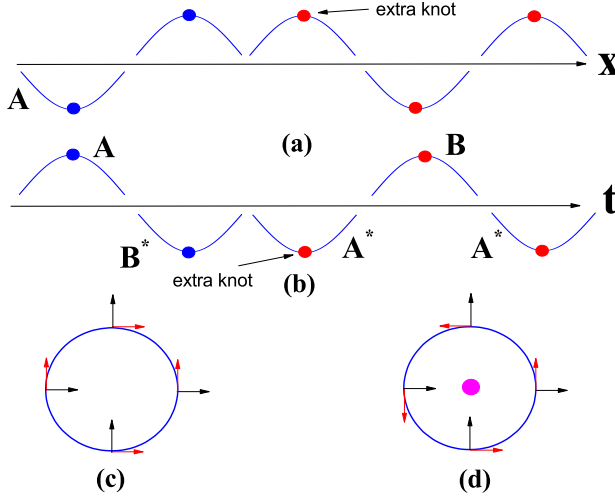 extra knot
A
x
(a)
A
B
t
B*
A*
A*
extra knot
(b)
(c)
(d)